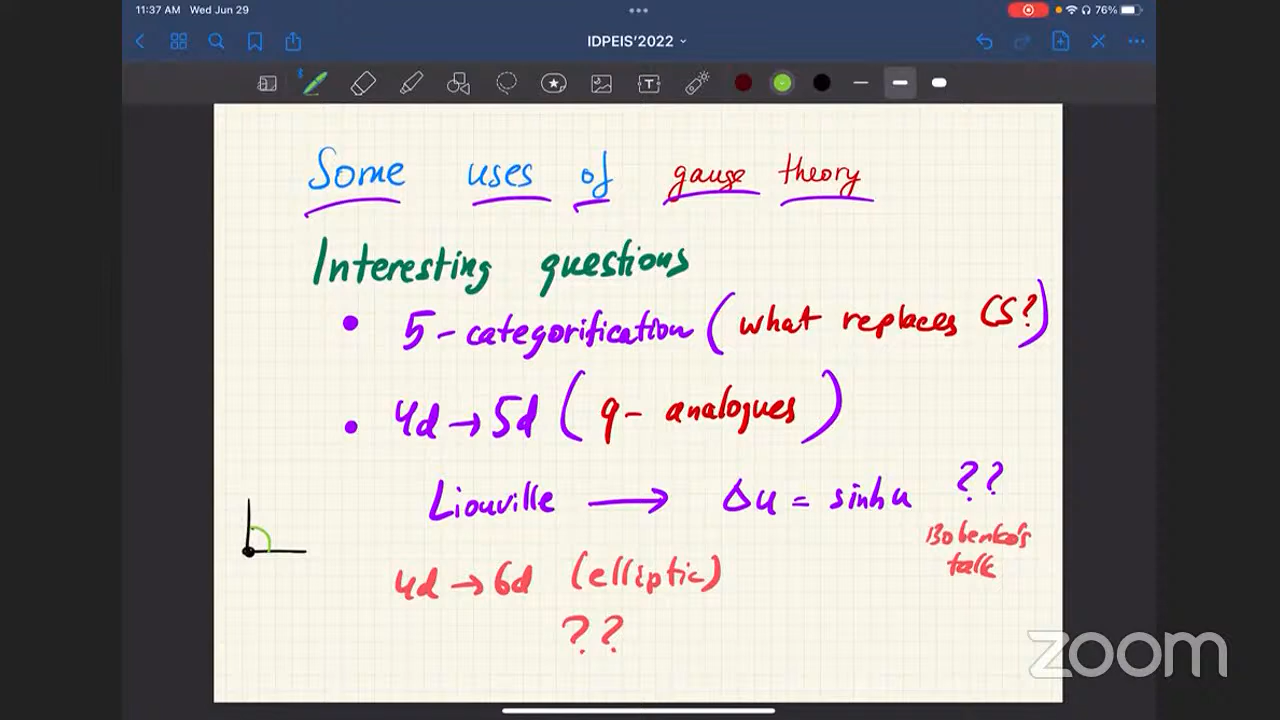 11:37 AM Wed Jun 29
76%
IDPEIS'2022
Some uses of gauge theory
Interesting questions
• 5-categorification (what replaces CS?)
• 4d → 5d (q-analogues)
Liouville → Δu = sinh u ??
Bobenko's
talk
4d → 6d (elliptic)
??
zoom